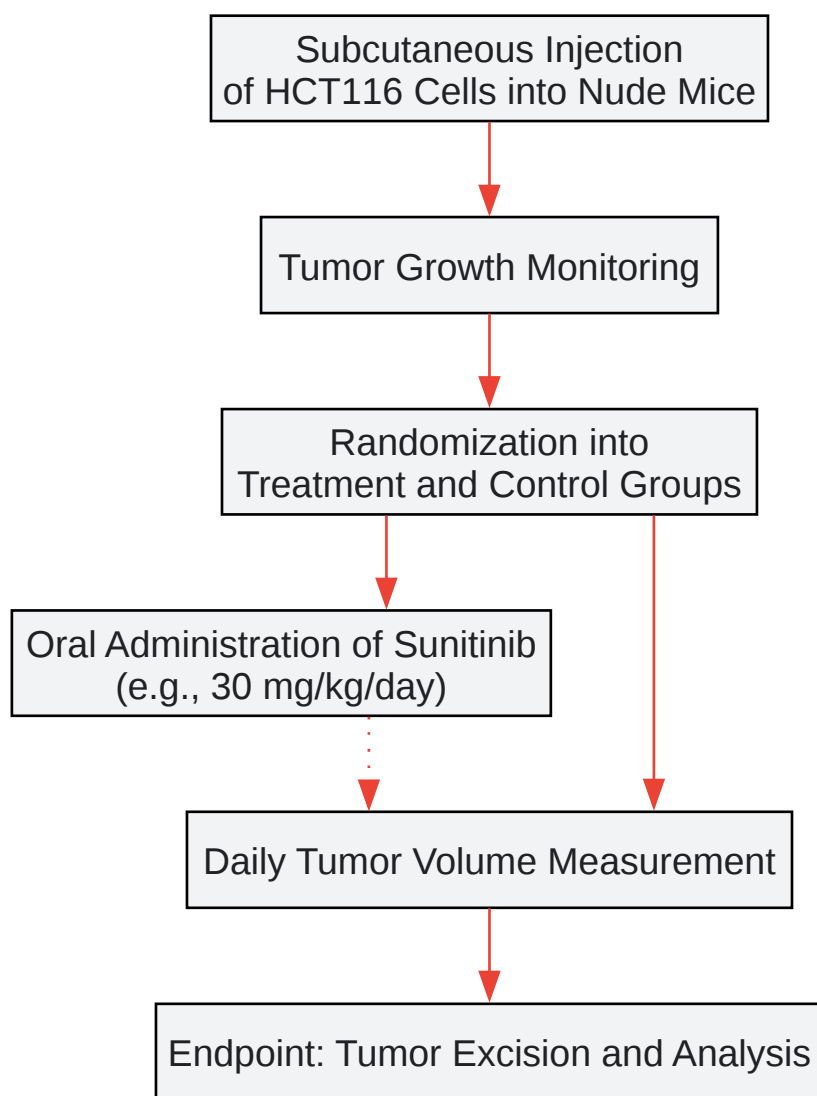 Subcutaneous Injection
of HCT116 Cells into Nude Mice
Tumor Growth Monitoring
Randomization into
Treatment and Control Groups
Oral Administration of Sunitinib
(e.g., 30 mg/kg/day)
Daily Tumor Volume Measurement
Endpoint: Tumor Excision and Analysis